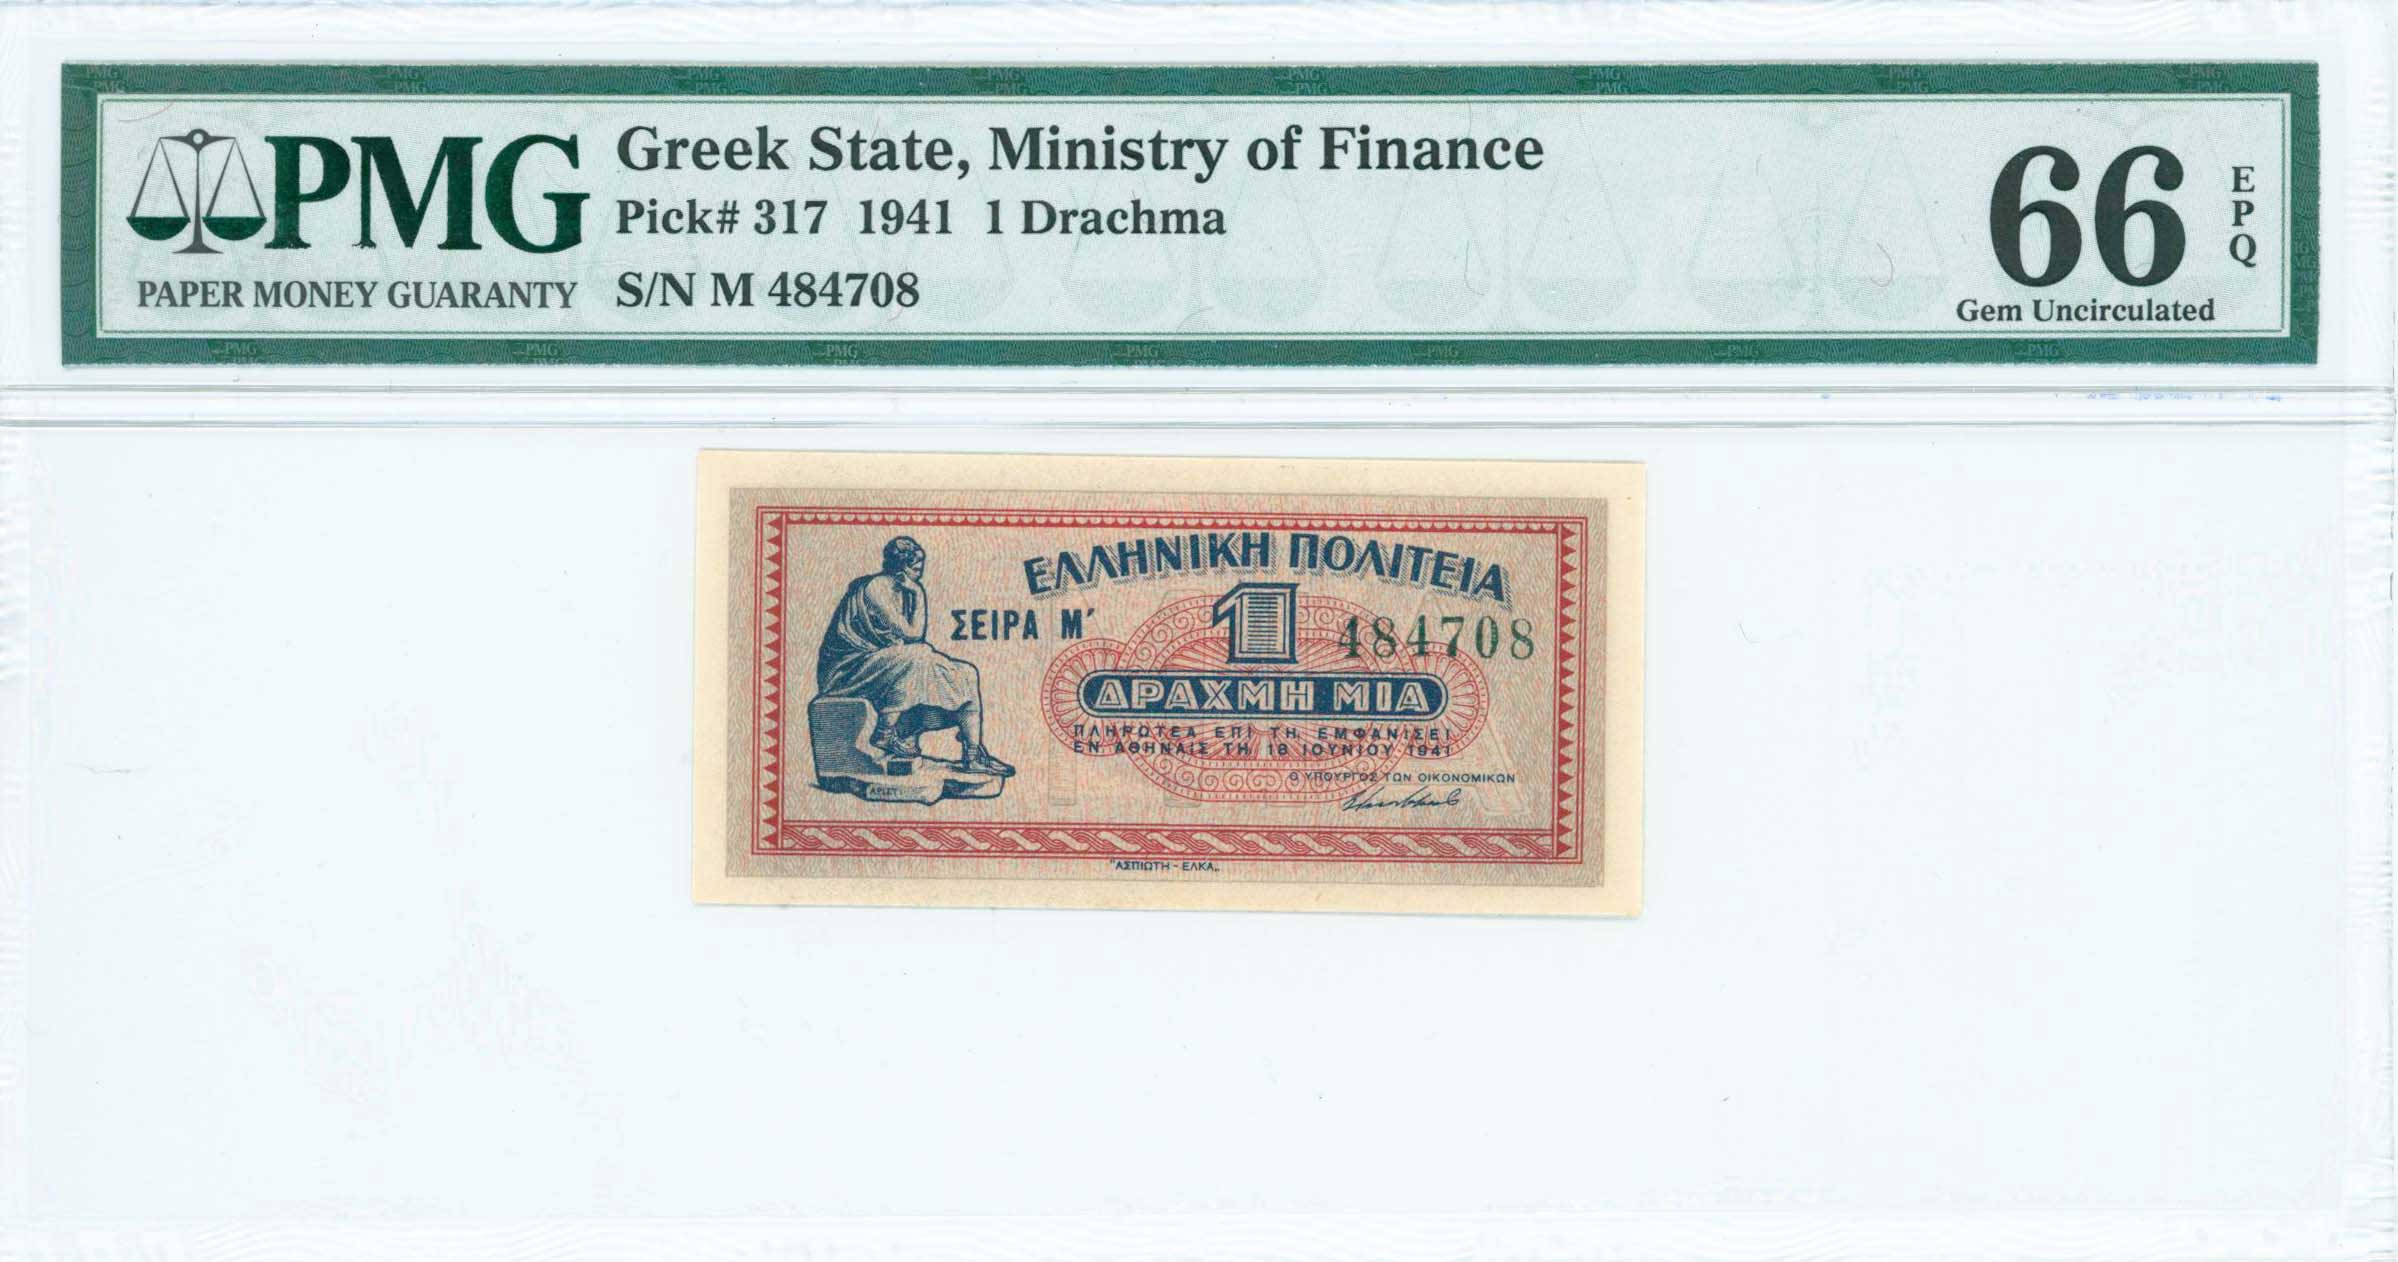 PMG
PAPER MONEY GUARANTY
Greek State, Ministry of Finance
Pick# 317 1941 1 Drachma
S/N M 484708
66
EPQ
Gem Uncirculated
ΕΛΛΗΝΙΚΗ ΠΟΛΙΤΕΙΑ
ΣΕΙΡΑ Μ΄
1
484708
ΔΡΑΧΜΗ ΜΙΑ
ΠΛΗΡΩΤΕΑ ΕΠΙ ΤΗ ΕΜΦΑΝΙΣΕΙ
ΕΝ ΑΘΗΝΑΙΣ ΤΗ 18 ΙΟΥΝΙΟΥ 1941
Ο ΥΠΟΥΡΓΟΣ ΤΩΝ ΟΙΚΟΝΟΜΙΚΩΝ
"ΑΣΠΙΩΤΗ - ΕΛΚΑ„